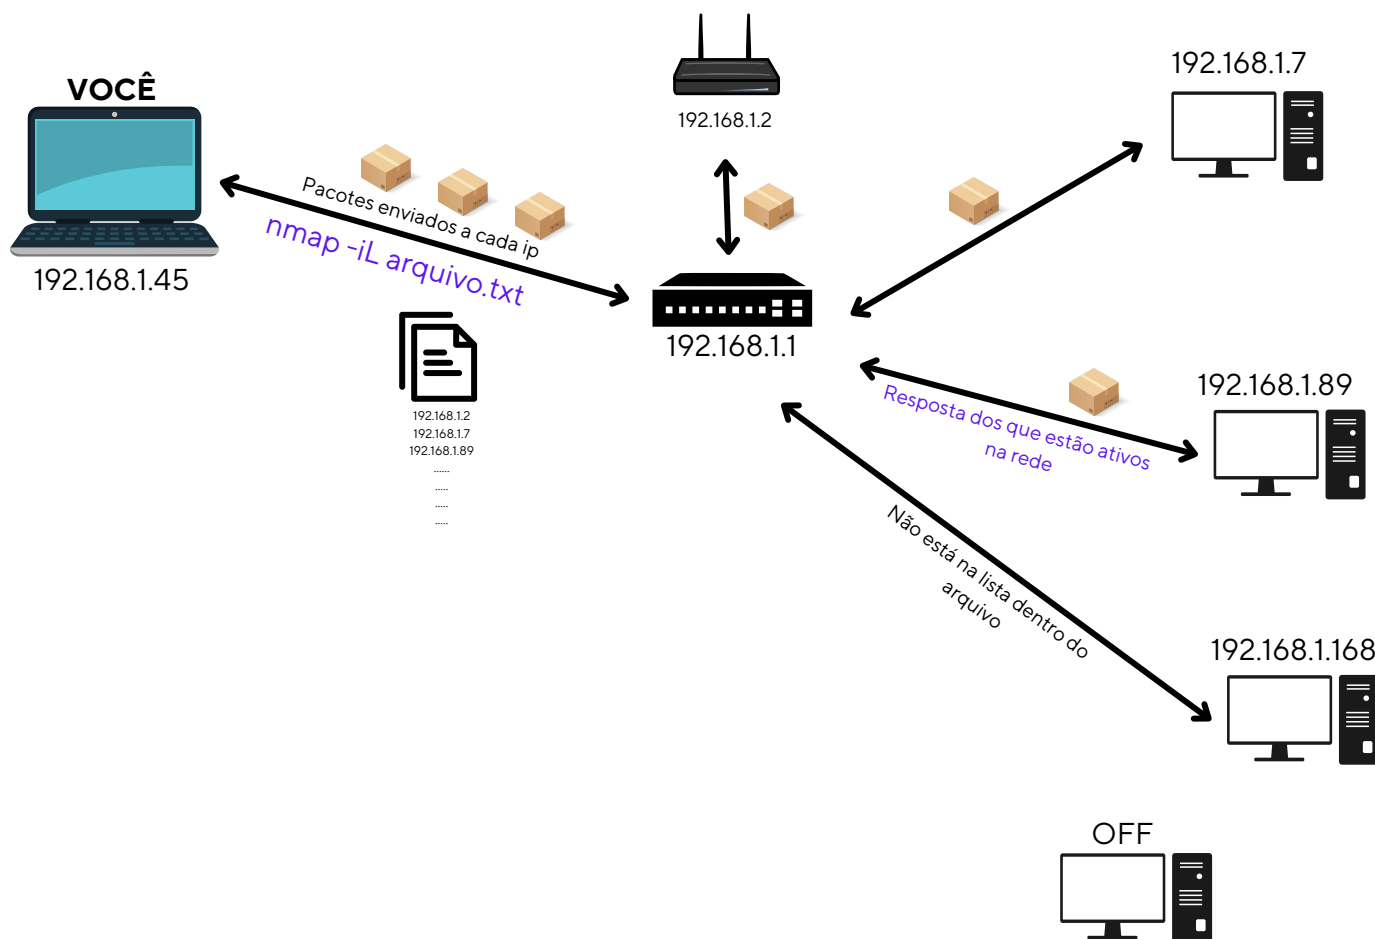 VOCÊ
192.168.1.45
Pacotes enviados a cada ip
nmap -iL arquivo.txt
192.168.1.2
192.168.1.7
192.168.1.1
192.168.1.2
192.168.1.7
192.168.1.89
......
.....
.....
.....
192.168.1.89
Resposta dos que estão ativos
na rede
Não está na lista dentro do
arquivo
192.168.1.168
OFF